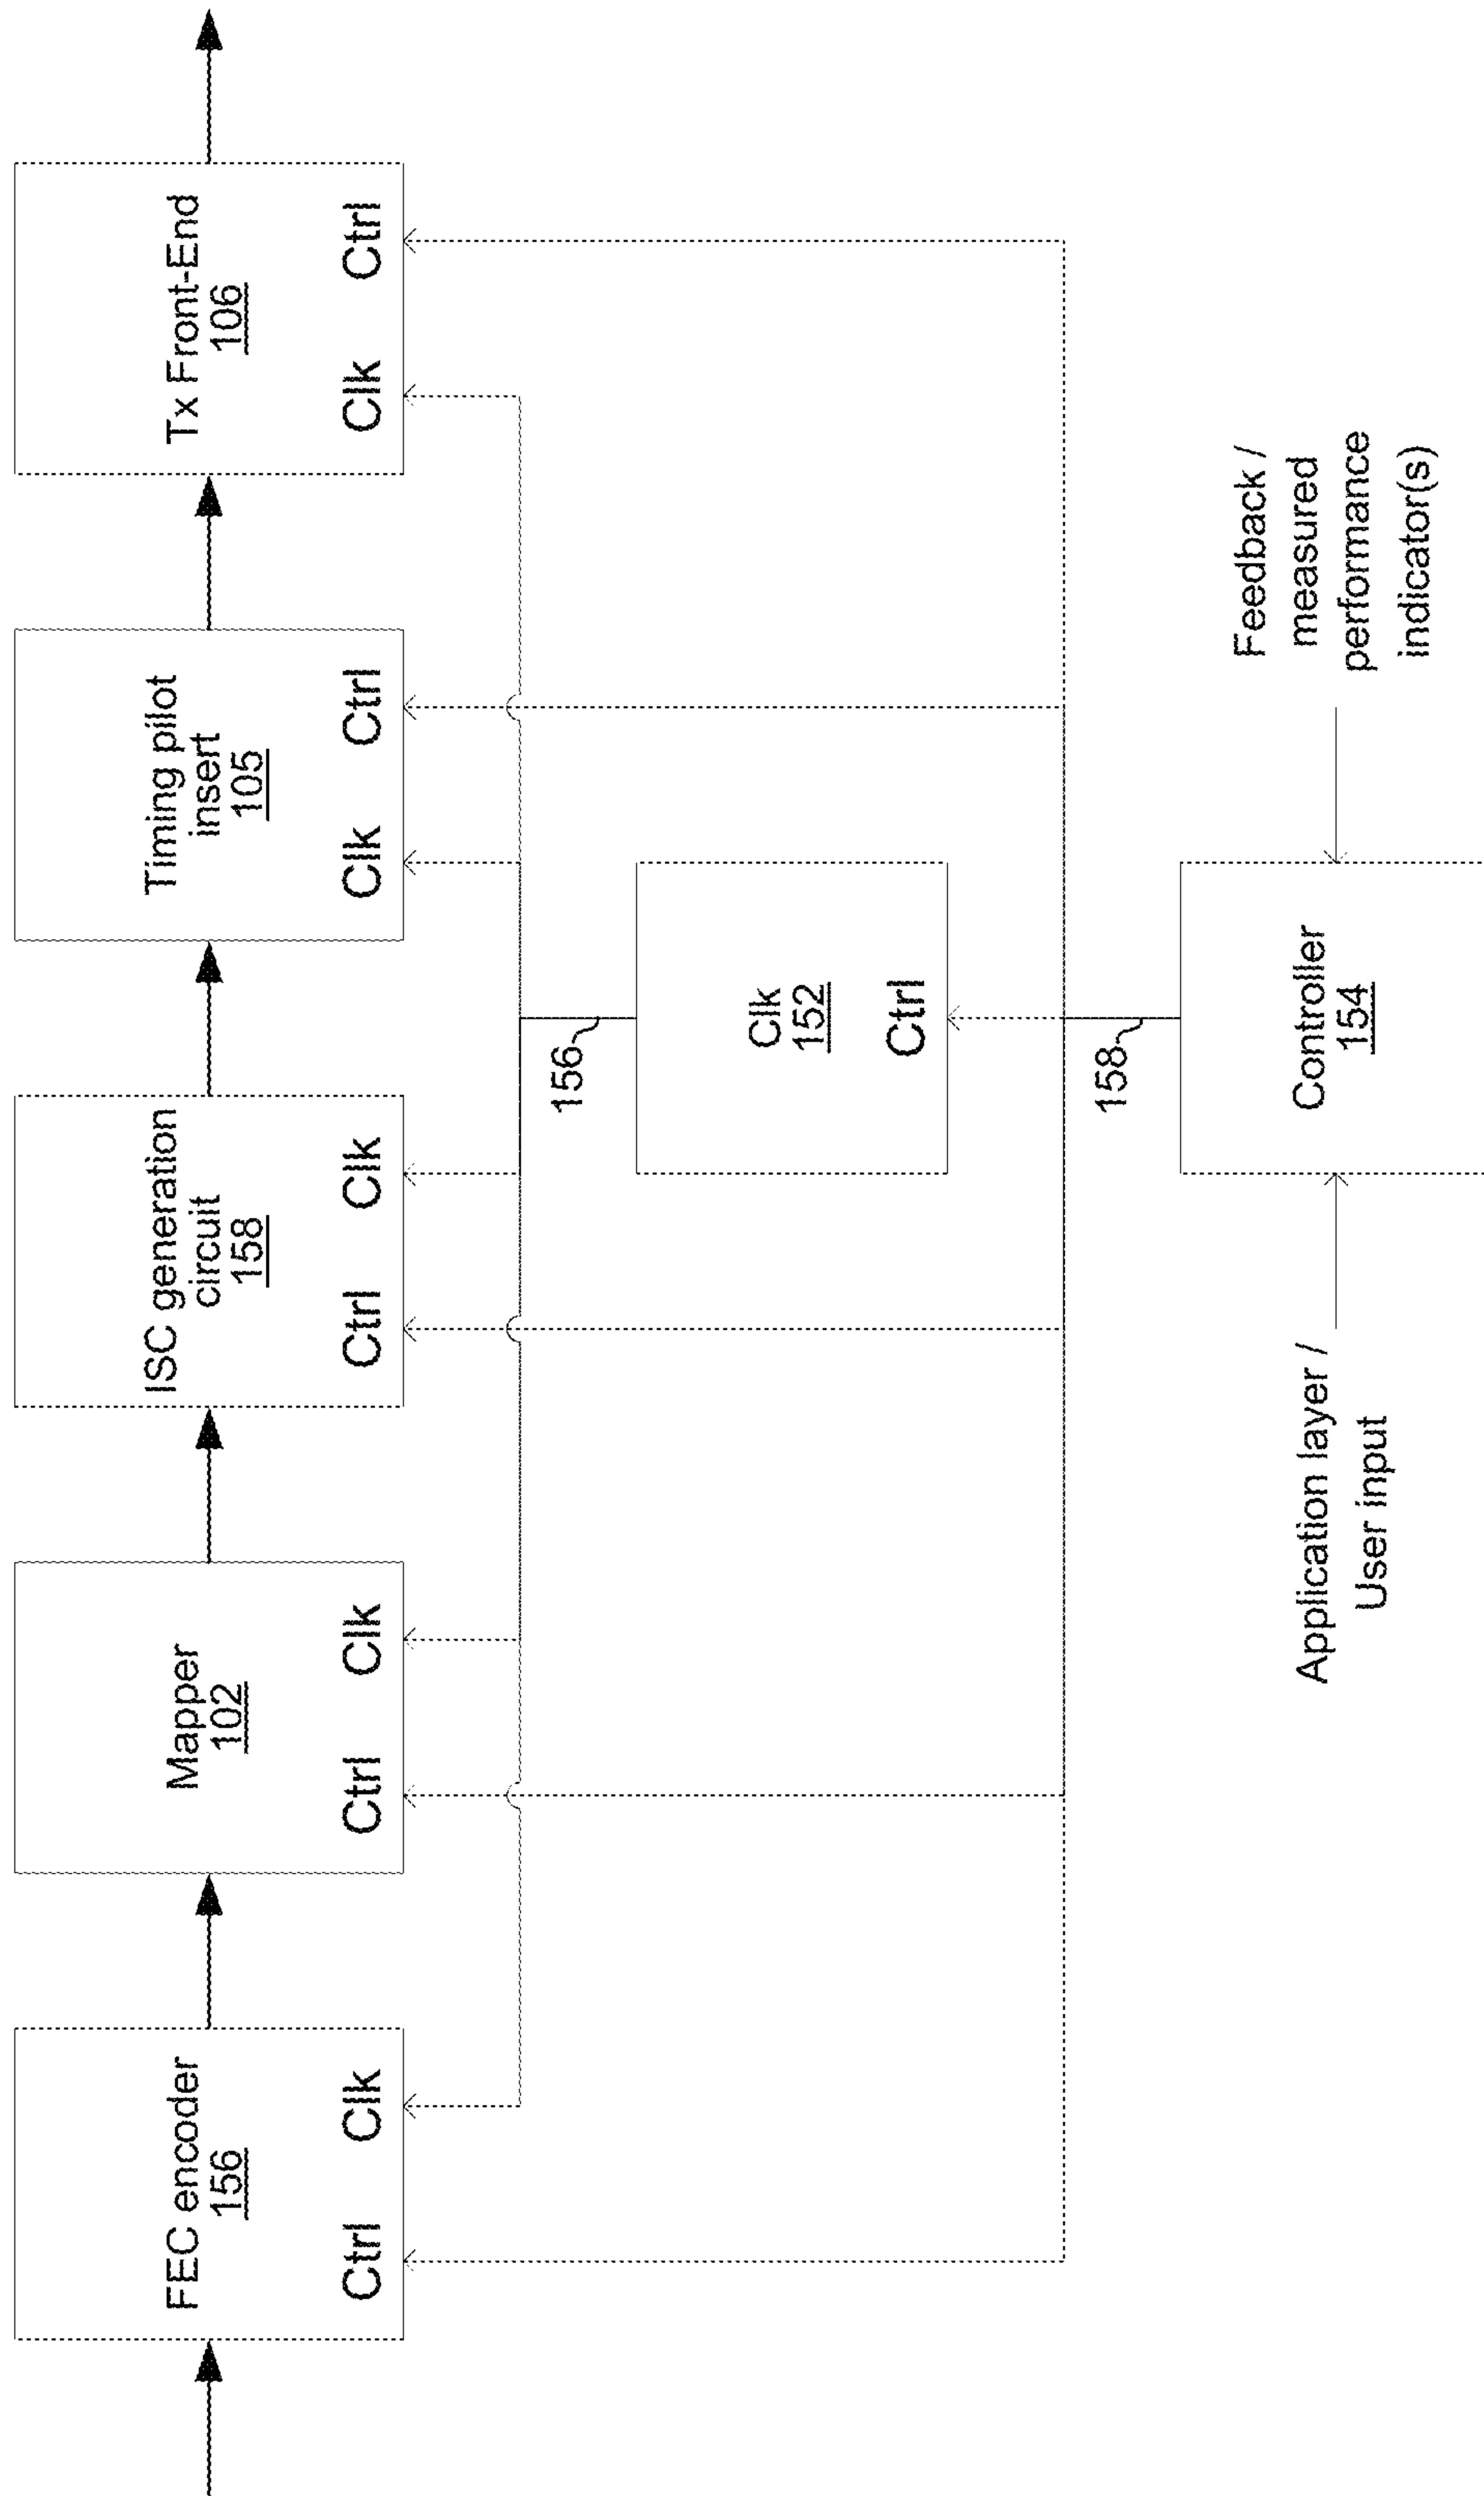 FEC encoder
156
Ctrl
Clk
Mapper
102
Ctrl
Clk
ISC generation
circuit
158
Ctrl
Clk
Timing pilot
insert
105
Clk
Ctrl
Tx Front-End
106
Clk
Ctrl
156
Clk
152
Ctrl
158
Application layer /
User input
Controller
154
Feedback /
measured
performance
indicator(s)